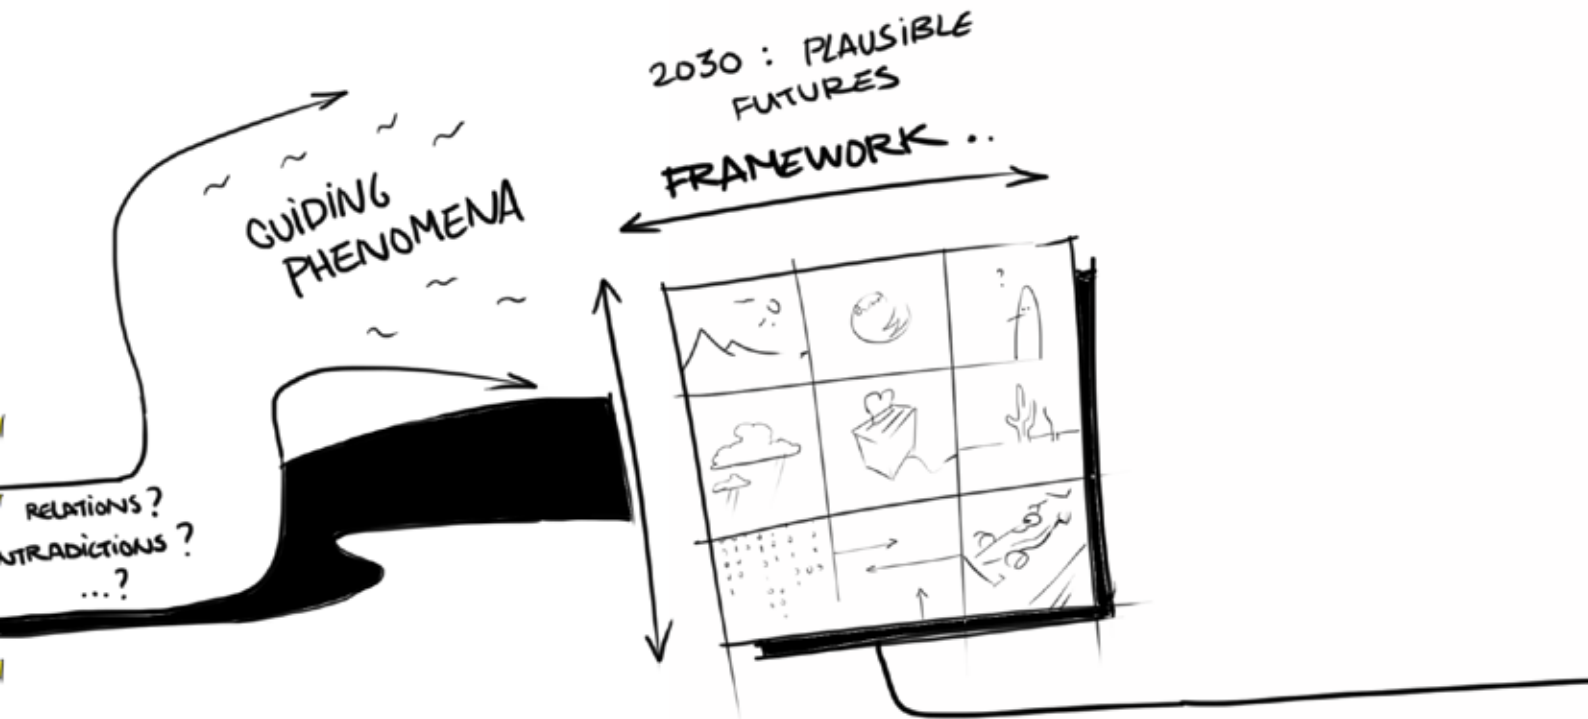 2030 : PLAUSIBLE
FUTURES
FRAMEWORK ..
GUIDING
PHENOMENA
?
RELATIONS?
NTRADICTIONS?
...?